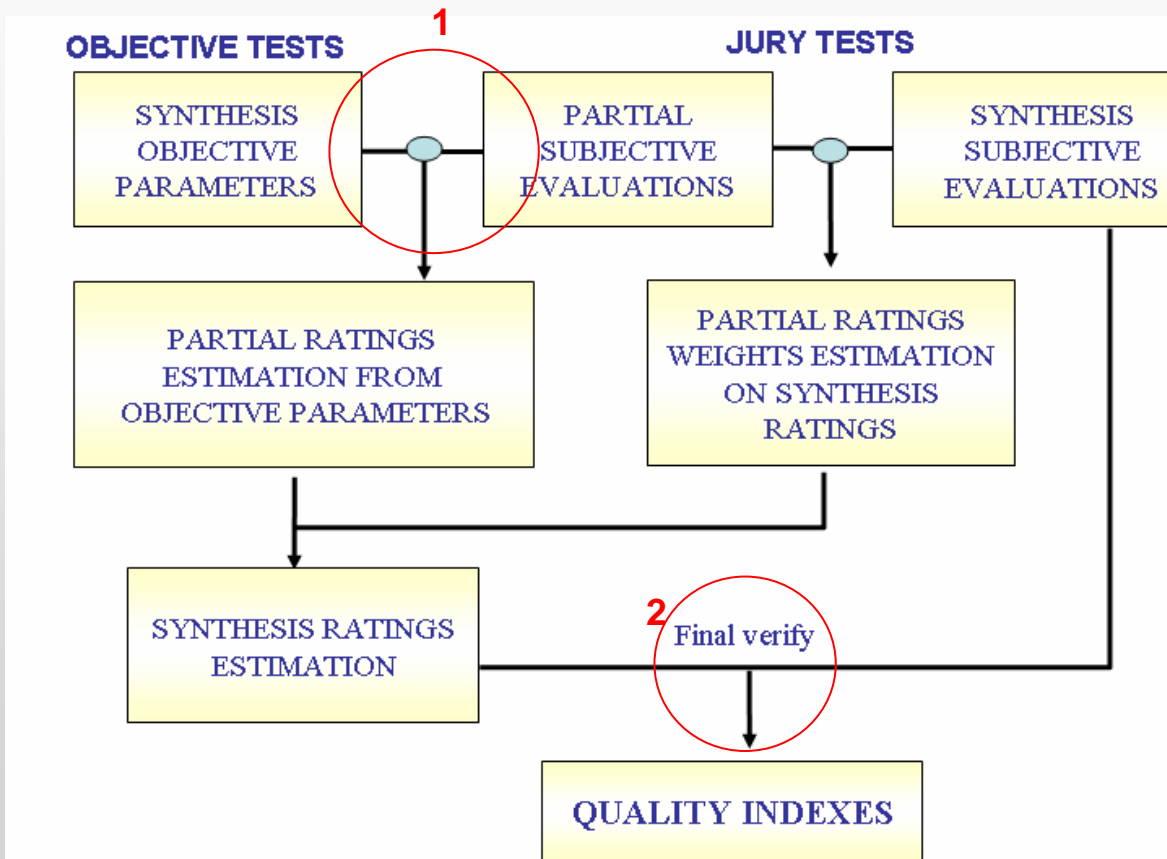 1
OBJECTIVE TESTS
JURY TESTS
SYNTHESIS
OBJECTIVE
PARAMETERS
PARTIAL
SUBJECTIVE
EVALUATIONS
SYNTHESIS
SUBJECTIVE
EVALUATIONS
PARTIAL RATINGS
ESTIMATION FROM
OBJECTIVE PARAMETERS
PARTIAL RATINGS
WEIGHTS ESTIMATION
ON SYNTHESIS
RATINGS
SYNTHESIS RATINGS
ESTIMATION
2
Final verify
QUALITY INDEXES